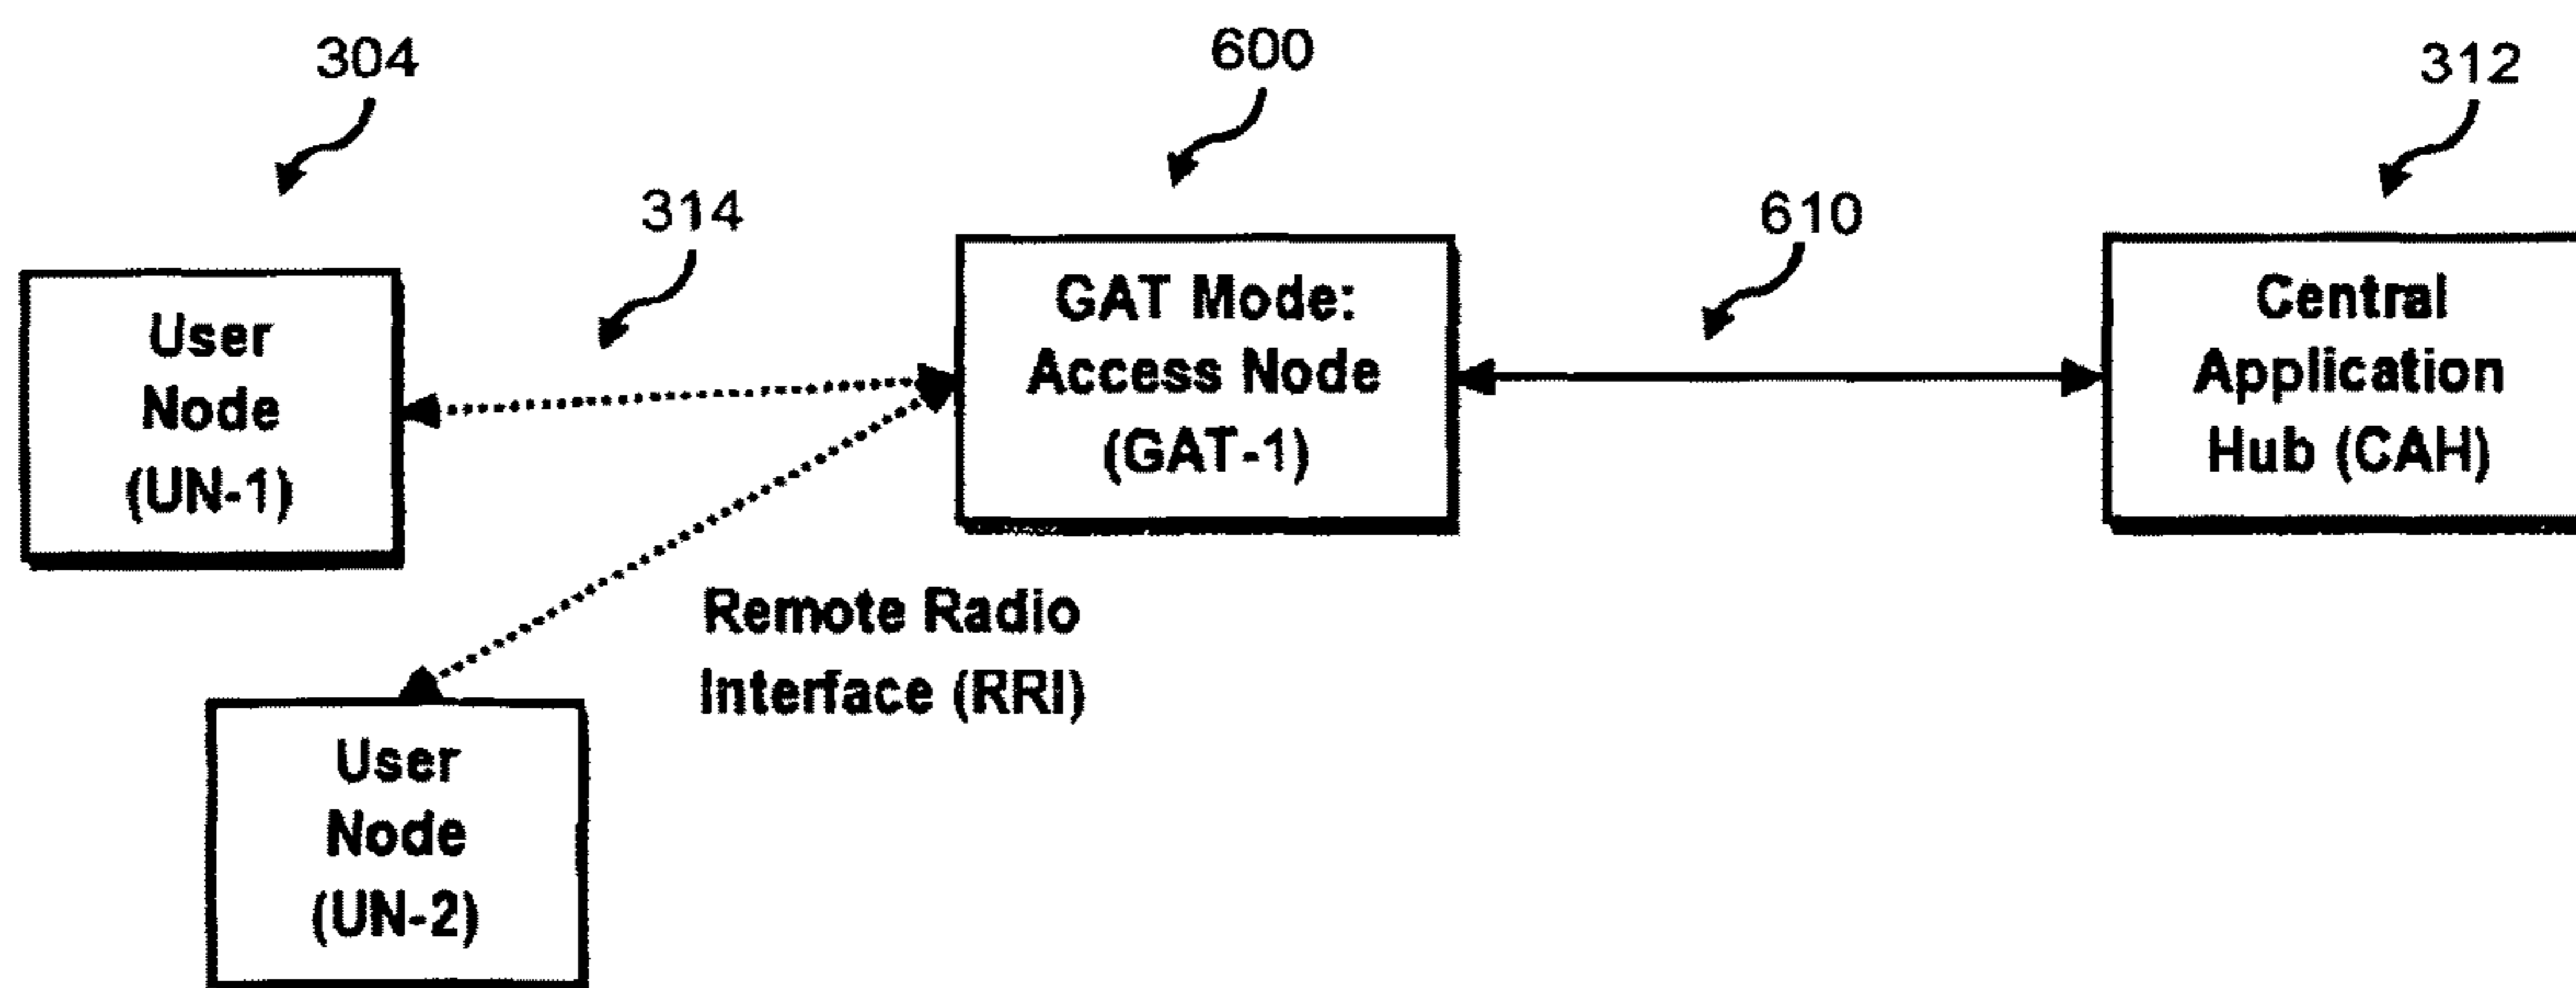 304
600
312
314
610
User
Node
(UN-1)
GAT Mode:
Access Node
(GAT-1)
Central
Application
Hub (CAH)
Remote Radio
Interface (RRI)
User
Node
(UN-2)